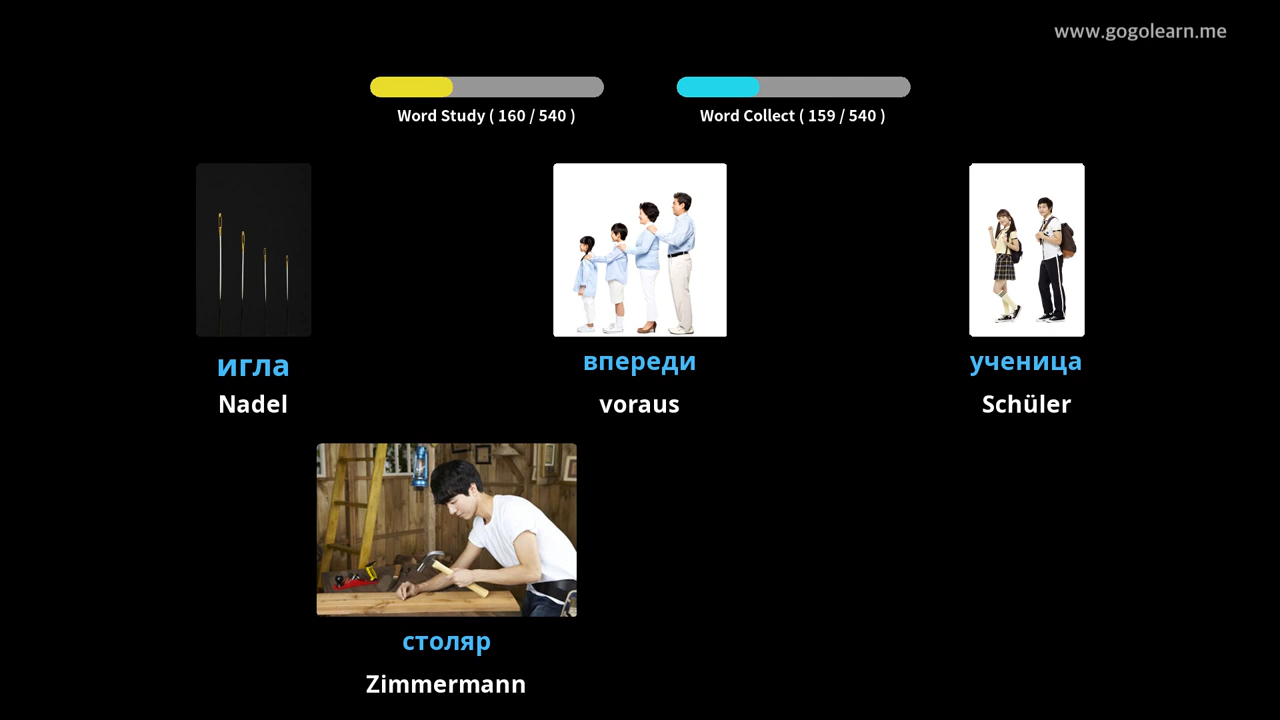 www.gogolearn.me
Word Study ( 160 / 540 )
Word Collect ( 159 / 540 )
игла
впереди
ученица
Nadel
voraus
Schüler
столяр
Zimmermann